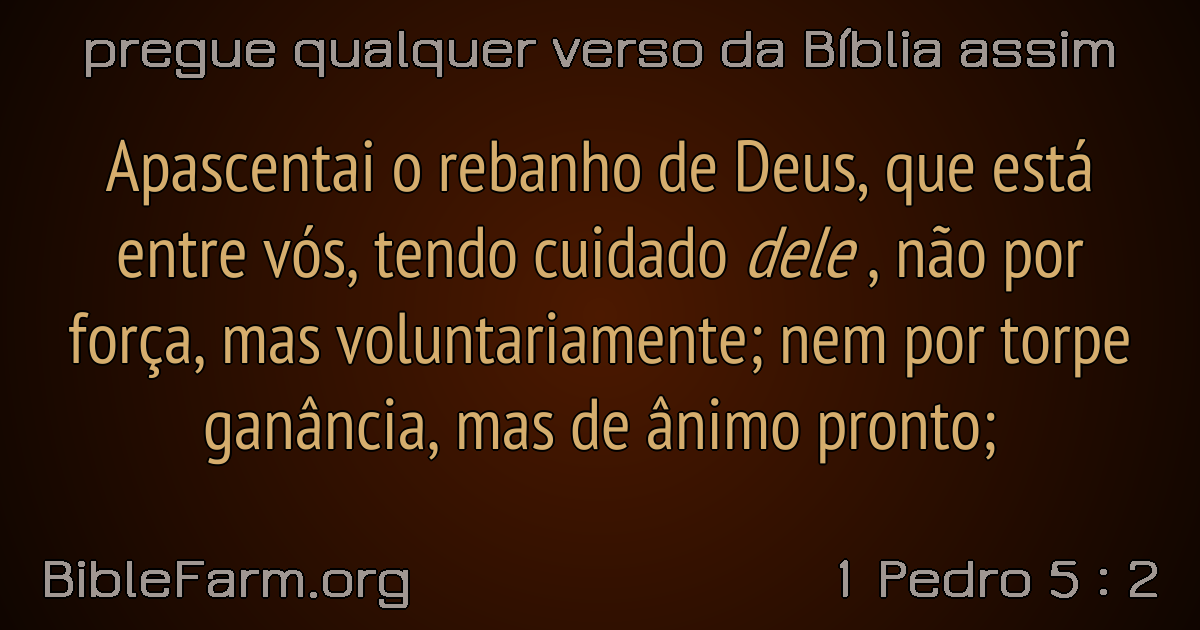 pregue qualquer verso da Bíblia assim
Apascentai o rebanho de Deus, que está
entre vós, tendo cuidado dele , não por
força, mas voluntariamente; nem por torpe
ganância, mas de ânimo pronto;
BibleFarm.org
1 Pedro 5 : 2